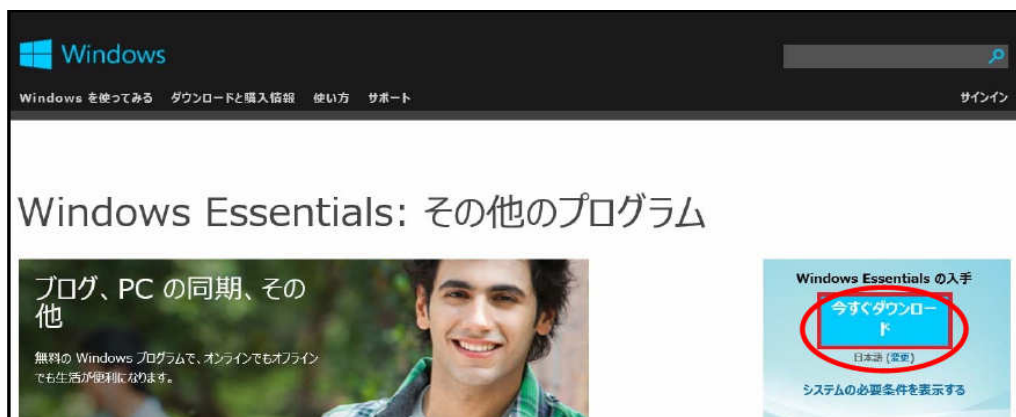 Windows
Windows を使ってみる ダウンロードと購入情報 使い方 サポート サインイン
Windows Essentials: その他のプログラム
ブログ、PC の同期、その
他
無料の Windows プログラムで、オンラインでもオフライン
でも生活が便利になります。
Windows Essentials の入手
今すぐダウンロー
ド
日本語 (変更)
システムの必要条件を表示する